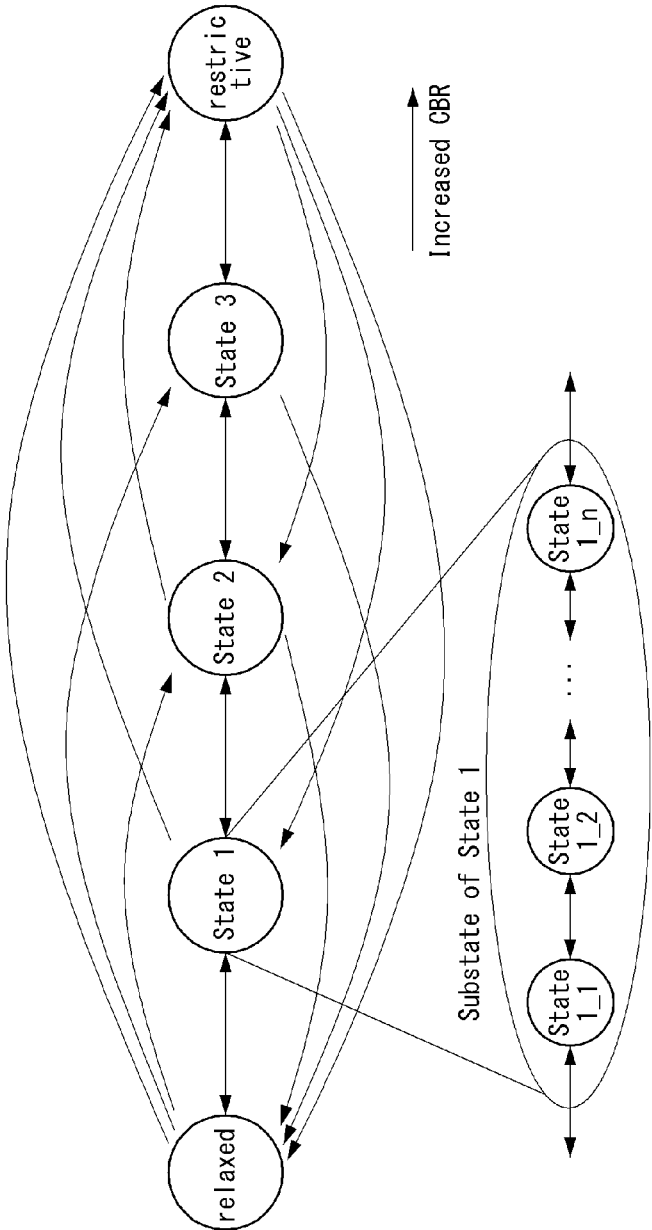 relaxed
State 1
State 2
State 3
restric
tive
Increased CBR
Substate of State 1
State
1_1
State
1_2
...
State
1_n